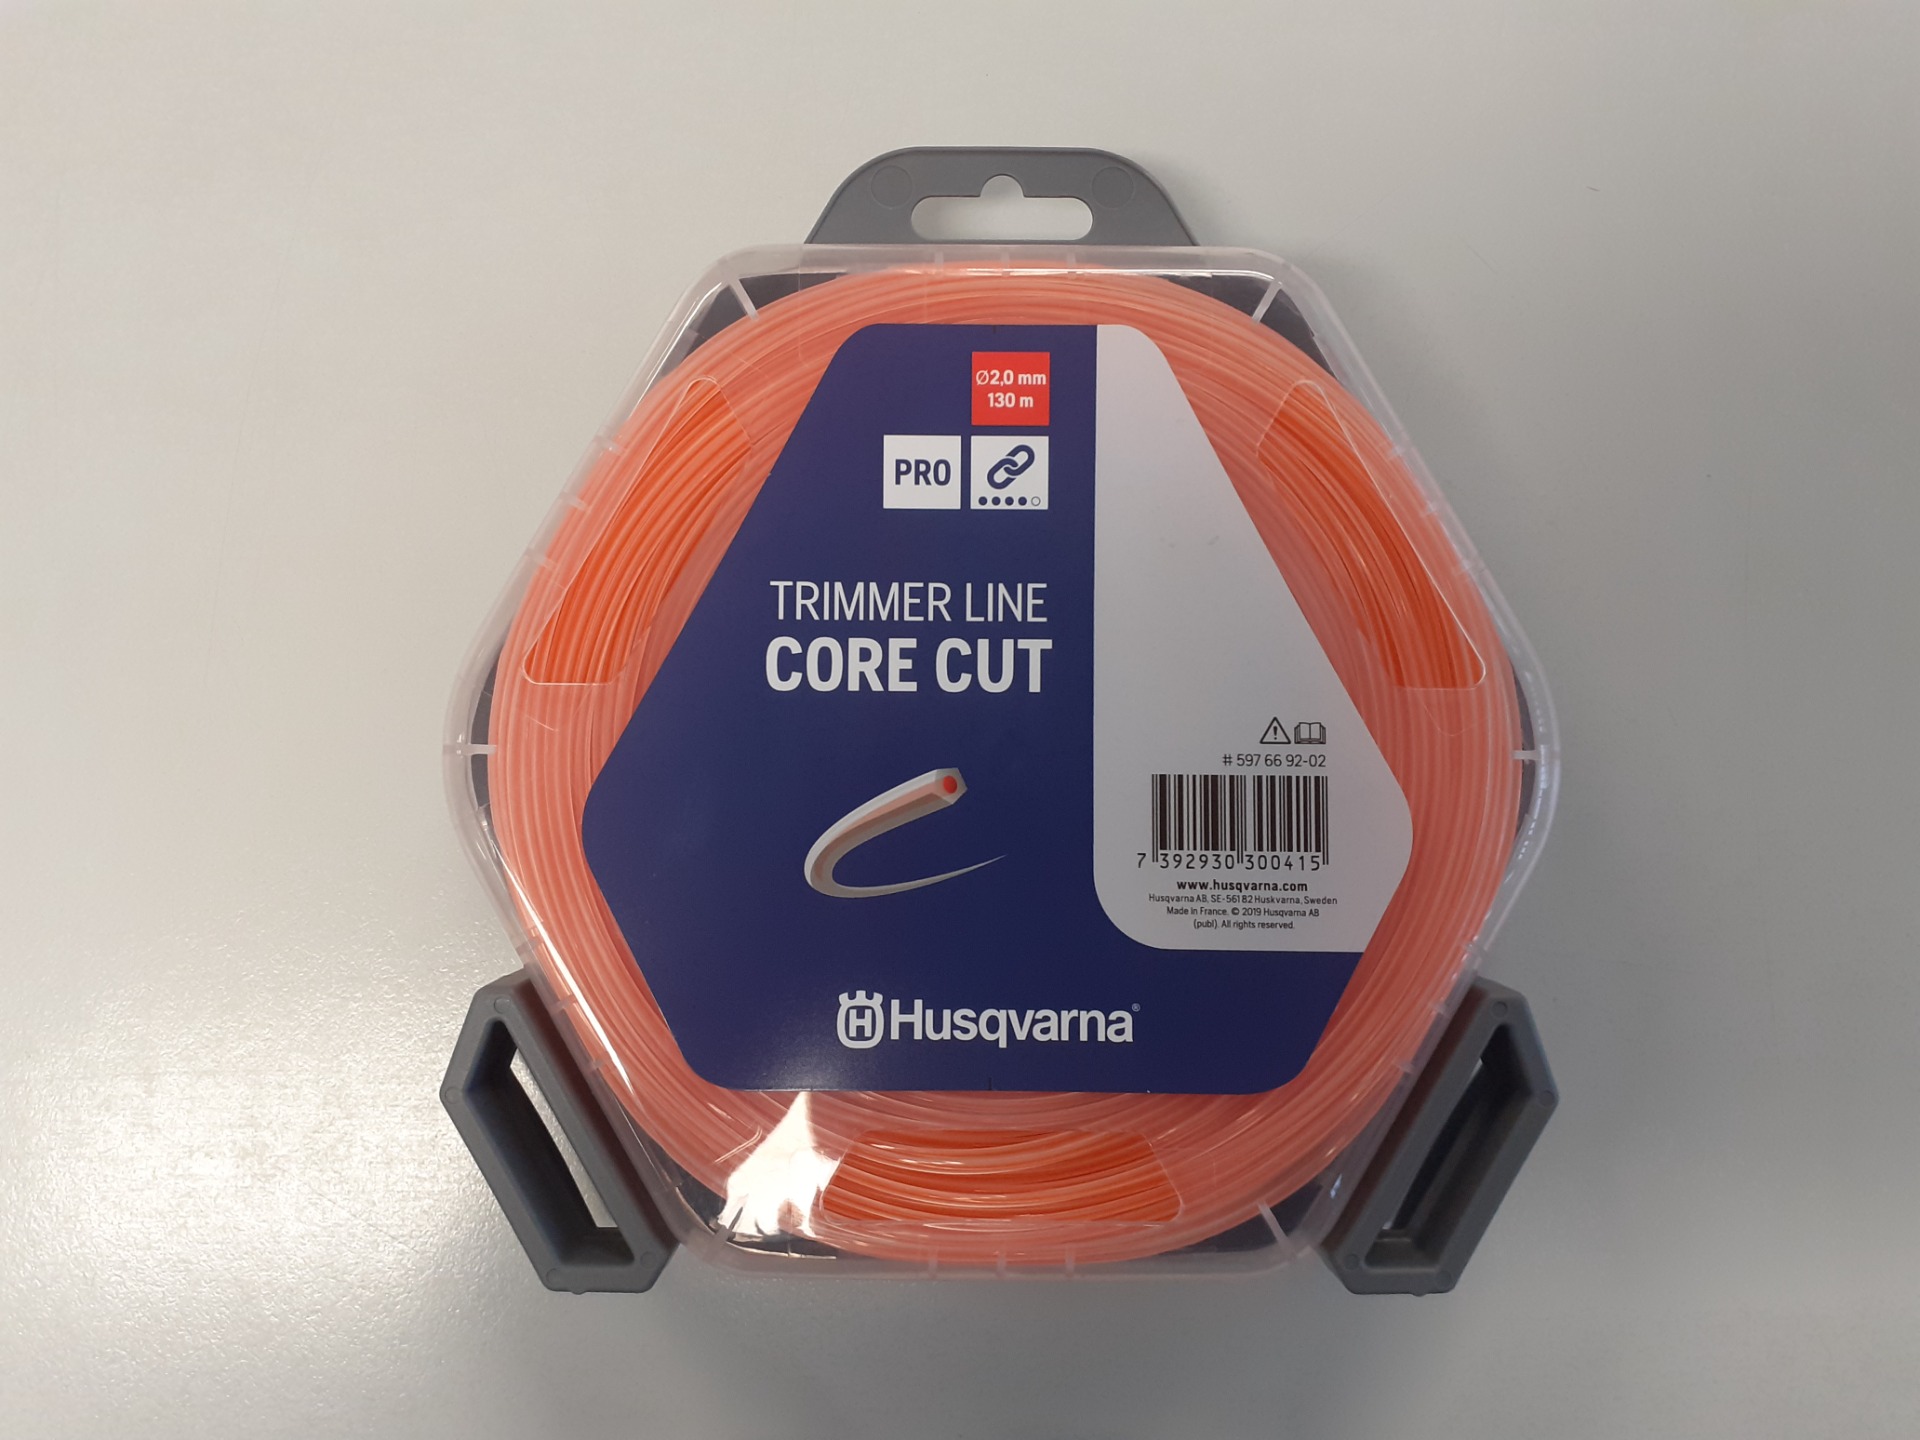 Ø2,0 mm
130 m
PRO
TRIMMER LINE
CORE CUT
# 597 66 92-02
7 392930 300415
www.husqvarna.com
Husqvarna AB, SE-561 82 Huskvarna, Sweden
Made in France. © 2019 Husqvarna AB
(publ). All rights reserved.
H Husqvarna®